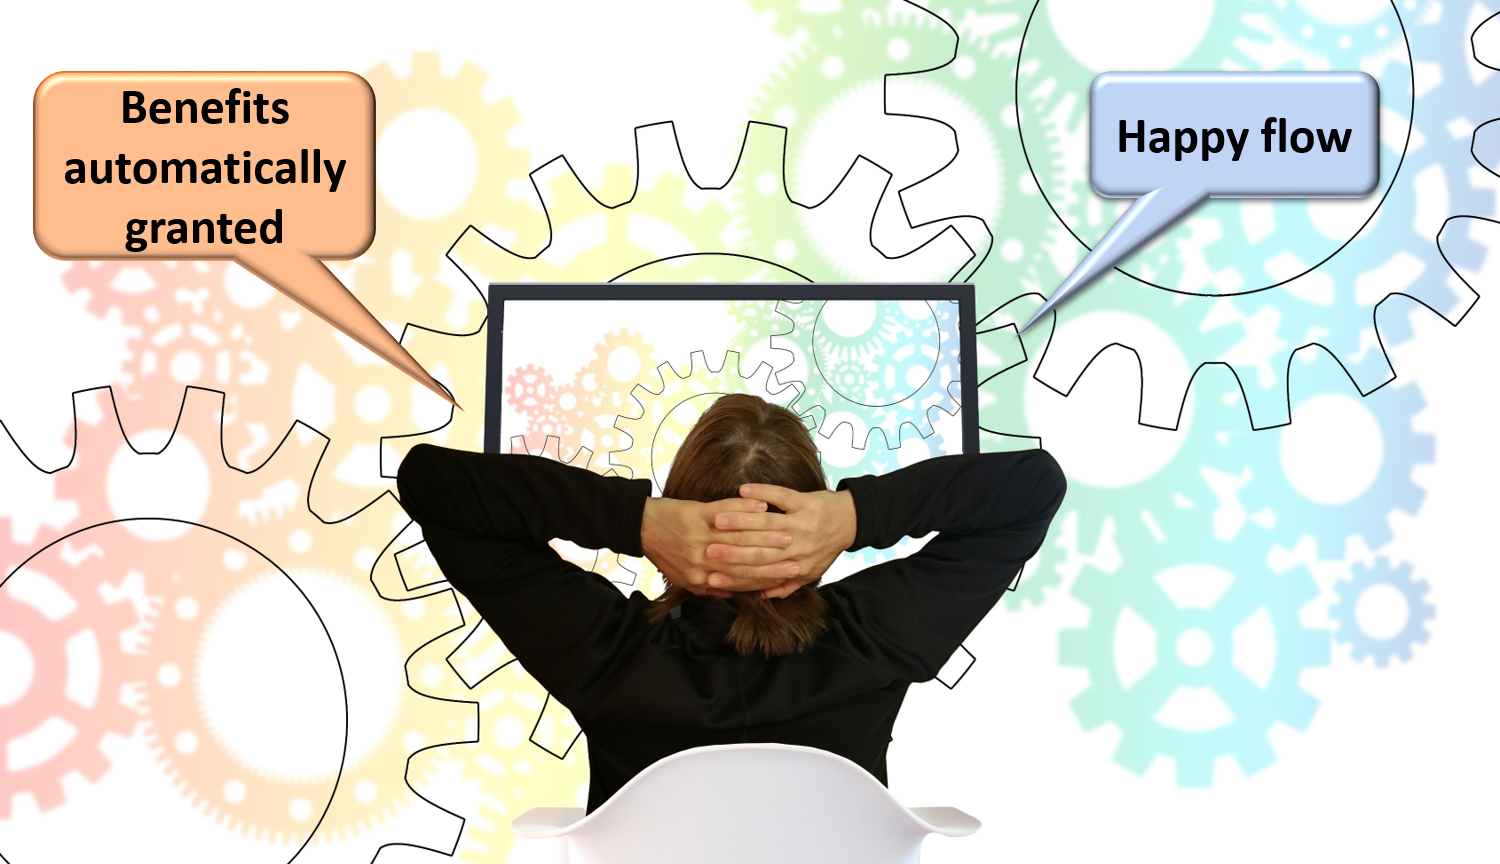 Benefits
automatically
granted
Happy flow